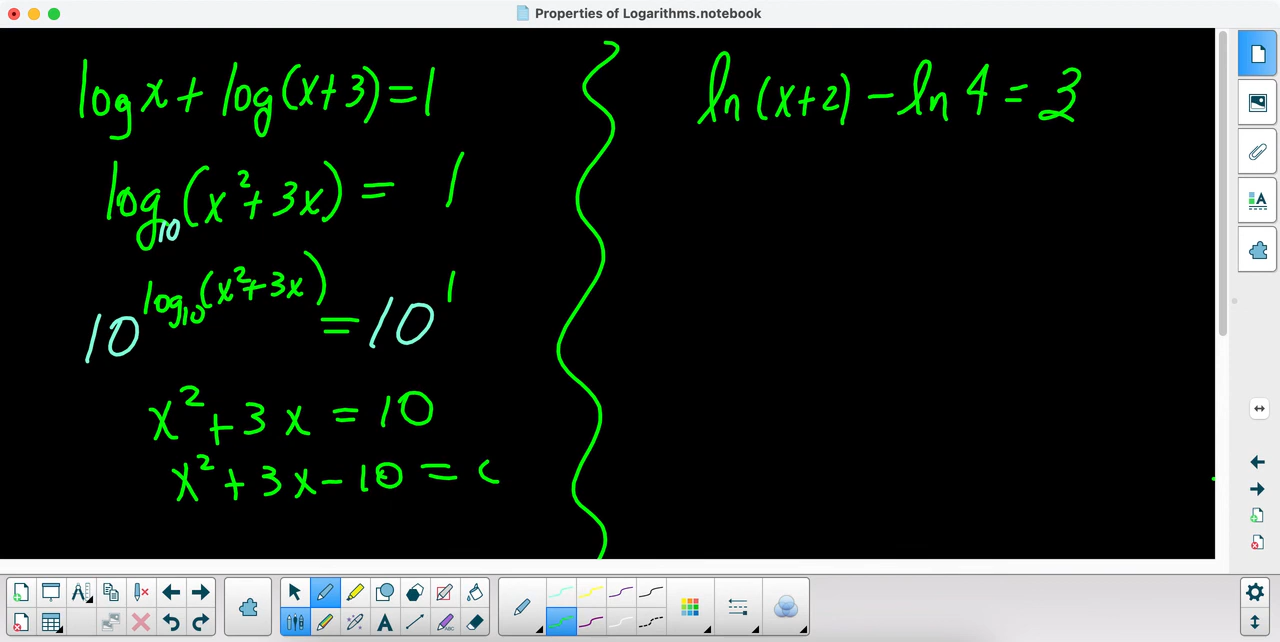 Properties of Logarithms.notebook
log x + log(x+3) = 1
log₁₀(x²+3x) = 1
10^log₁₀(x²+3x) = 10¹
x² + 3x = 10
x² + 3x - 10 =
ln (x+2) - ln 4 = 3